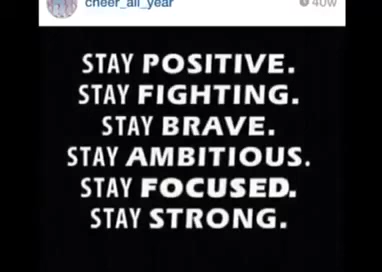 cheer_all_year
40w
STAY POSITIVE.
STAY FIGHTING.
STAY BRAVE.
STAY AMBITIOUS.
STAY FOCUSED.
STAY STRONG.